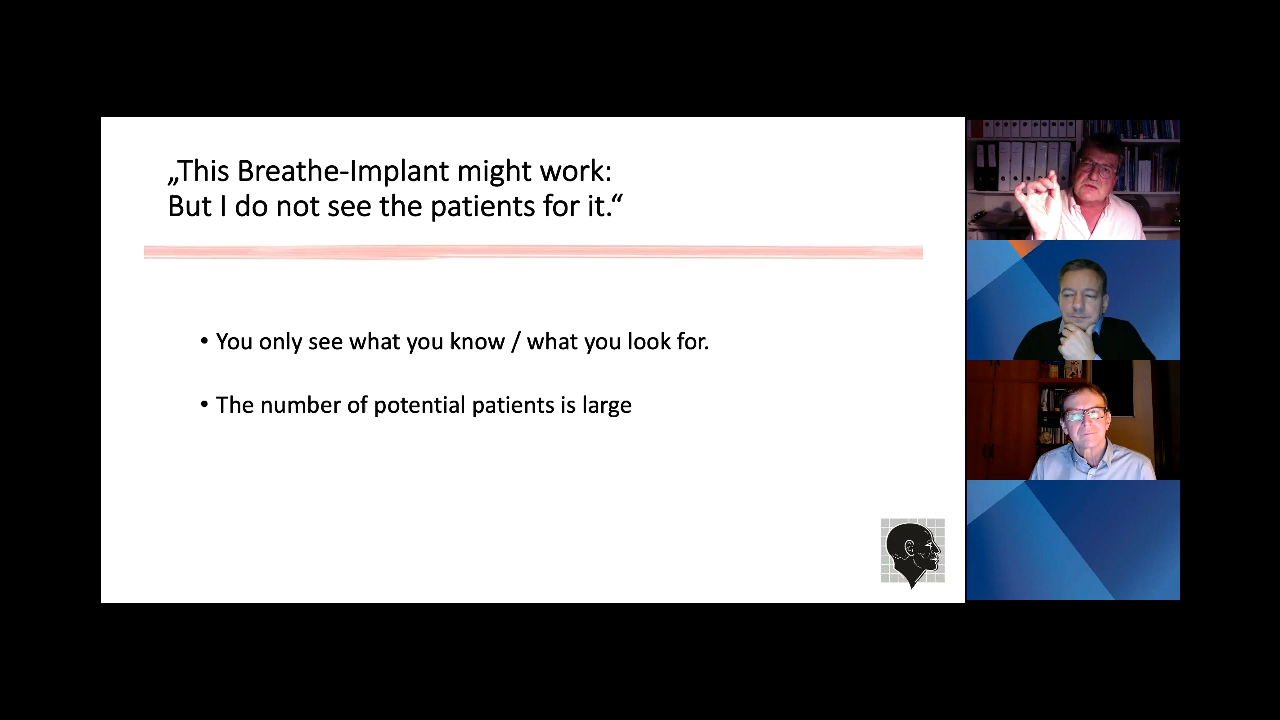 „This Breathe-Implant might work:
But I do not see the patients for it.“
• You only see what you know / what you look for.
• The number of potential patients is large